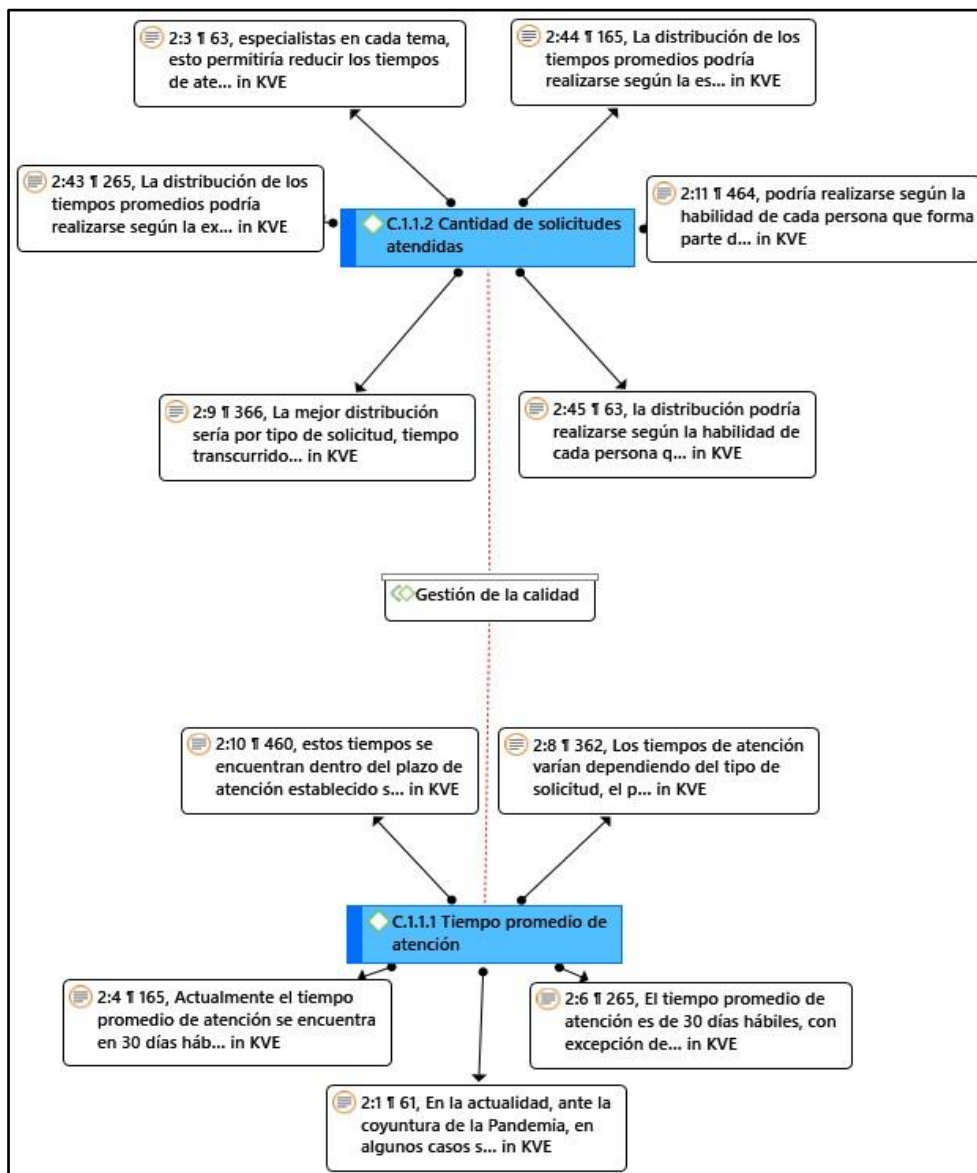 2:3 ¶ 63, especialistas en cada tema,
esto permitiría reducir los tiempos
de ate... in KVE
2:44 ¶ 165, La distribución de los
tiempos promedios podría
realizarse según la es... in KVE
2:43 ¶ 265, La distribución de los
tiempos promedios podría
realizarse según la ex... in KVE
C.1.1.2 Cantidad de solicitudes
atendidas
2:11 ¶ 464, podría realizarse según la
habilidad de cada persona que forma
parte d... in KVE
2:9 ¶ 366, La mejor distribución
sería por tipo de solicitud, tiempo
transcurrido... in KVE
2:45 ¶ 63, la distribución podría
realizarse según la habilidad de
cada persona q... in KVE
Gestión de la calidad
2:10 ¶ 460, estos tiempos se
encuentran dentro del plazo de
atención establecido s... in KVE
2:8 ¶ 362, Los tiempos de atención
varían dependiendo del tipo de
solicitud, el p... in KVE
C.1.1.1 Tiempo promedio de
atención
2:4 ¶ 165, Actualmente el tiempo
promedio de atención se encuentra
en 30 días háb... in KVE
2:6 ¶ 265, El tiempo promedio de
atención es de 30 días hábiles, con
excepción de... in KVE
2:1 ¶ 61, En la actualidad, ante la
coyuntura de la Pandemia, en
algunos casos s... in KVE